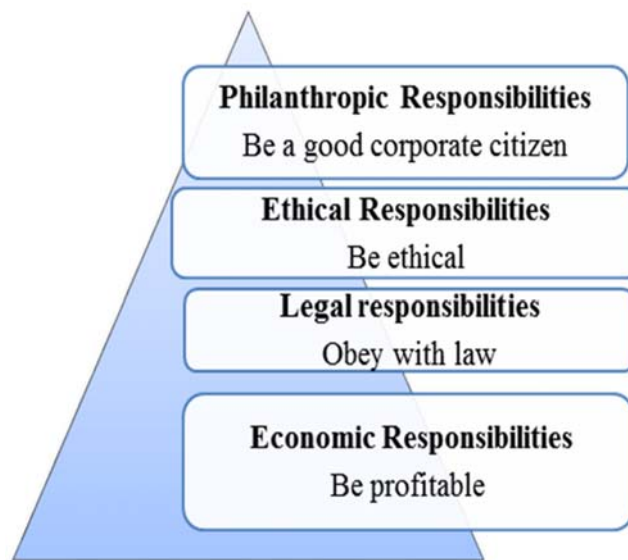 Philanthropic Responsibilities
Be a good corporate citizen
Ethical Responsibilities
Be ethical
Legal responsibilities
Obey with law
Economic Responsibilities
Be profitable